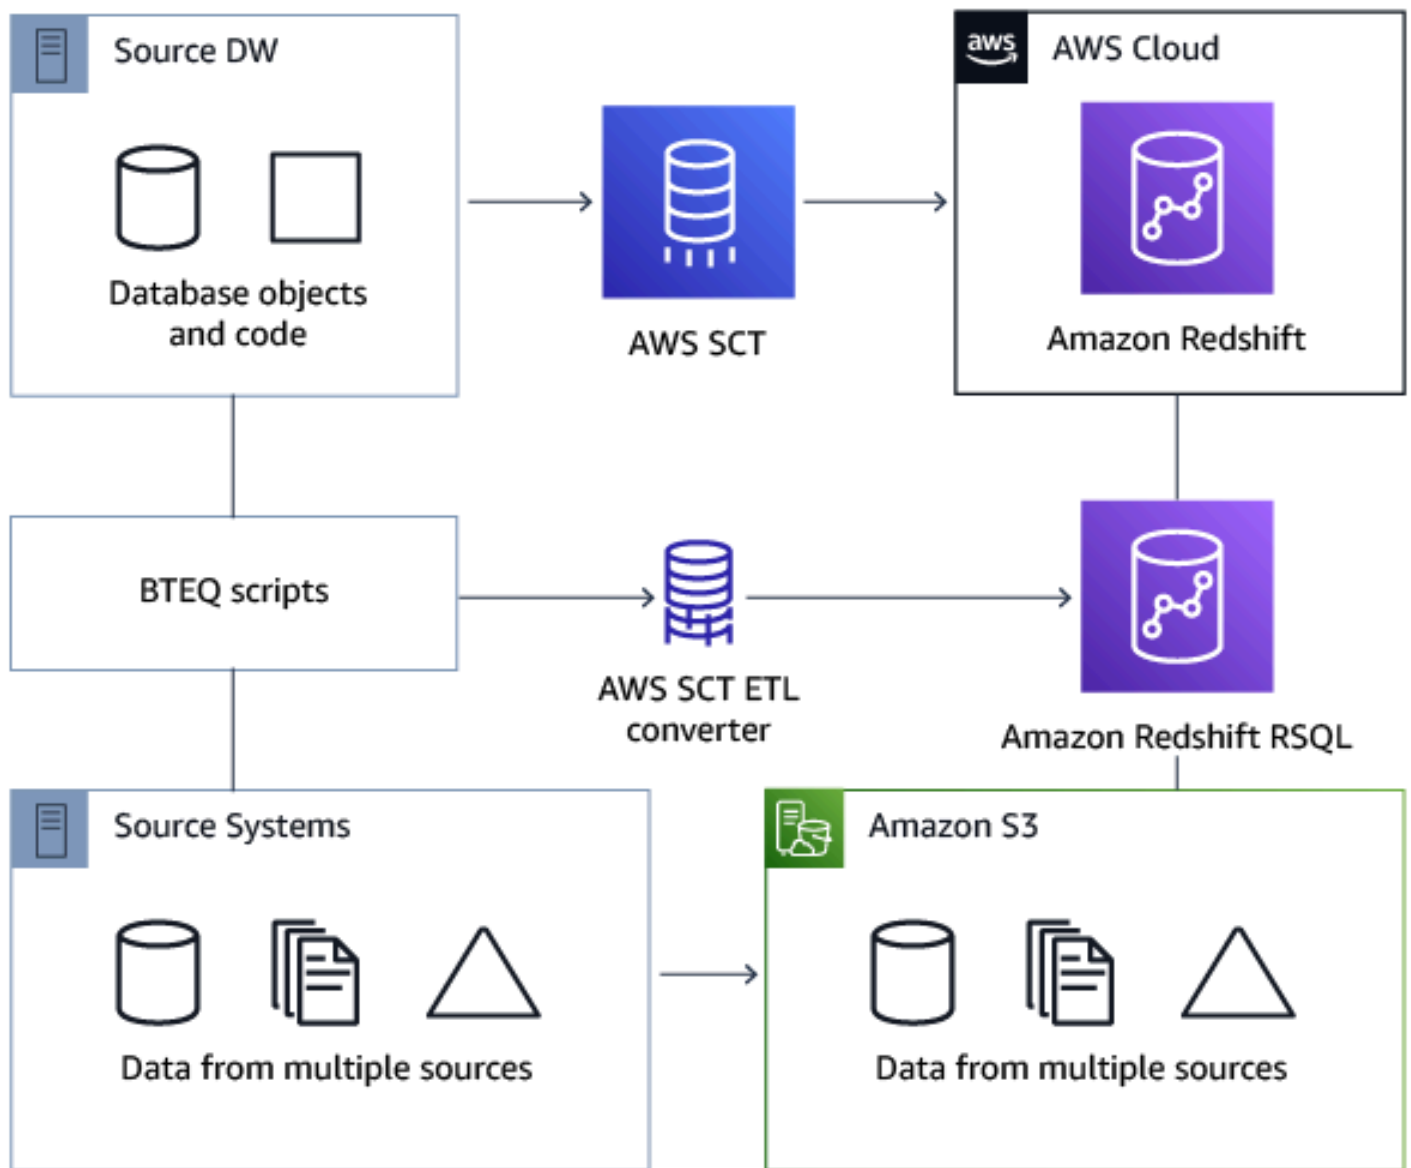 Source DW
aws
AWS Cloud
Database objects
and code
AWS SCT
Amazon Redshift
BTEQ scripts
AWS SCT ETL
converter
Amazon Redshift RSQL
Source Systems
Amazon S3
Data from multiple sources
Data from multiple sources